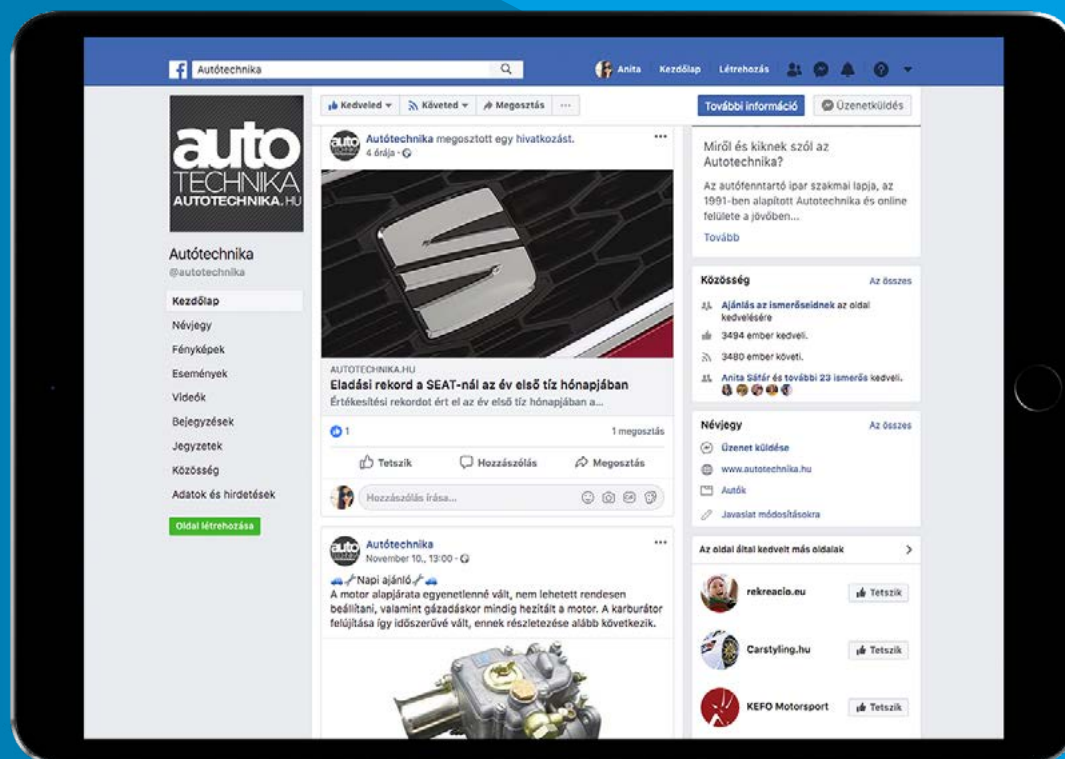 Autótechnika
Anita
Kezdőlap
Létrehozás
auto
TECHNIKA
AUTOTECHNIKA.HU
Autótechnika
@autotechnika
Kezdőlap
Névjegy
Fényképek
Események
Videók
Bejegyzések
Jegyzetek
Közösség
Adatok és hirdetések
Oldal létrehozása
Kedveled
Követed
Megosztás
auto
Autótechnika megosztott egy hivatkozást.
4 órája
AUTOTECHNIKA.HU
Eladási rekord a SEAT-nál az év első tíz hónapjában
Értékesítési rekordot ért el az év első tíz hónapjában a...
1
1 megosztás
Tetszik
Hozzászólás
Megosztás
Hozzászólás írása...
GIF
auto
Autótechnika
November 10., 13:00
Napi ajánló
A motor alapjárata egyenetlenné vált, nem lehetett rendesen
beállítani, valamint gázadáskor mindig hezitált a motor. A karburátor
felújítása így időszerűvé vált, ennek részletezése alább következik.
További információ
Üzenetküldés
Miről és kiknek szól az
Autotechnika?
Az autófenntartó ipar szakmai lapja, az
1991-ben alapított Autotechnika és online
felülete a jövőben...
Tovább
Közösség
Az összes
Ajánlás az ismerőseidnek az oldal
kedvelésére
3494 ember kedveli.
3480 ember követi.
Anita Sáfár és további 23 ismerős kedveli.
Névjegy
Az összes
Üzenet küldése
www.autotechnika.hu
Autók
Javaslat módosításokra
Az oldal által kedvelt más oldalak
rekreacio.eu
Tetszik
Carstyling.hu
Tetszik
KEFO Motorsport
Tetszik